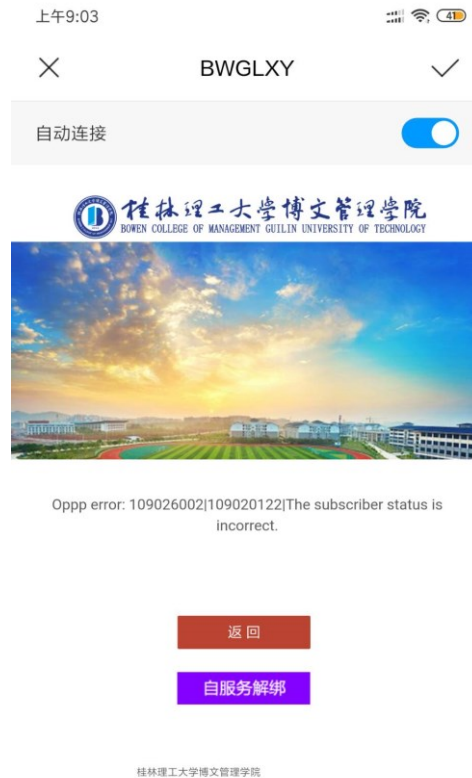 上午9:03
41
BWGLXY
自动连接
桂林理工大学博文管理学院
BOWEN COLLEGE OF MANAGEMENT GUILIN UNIVERSITY OF TECHNOLOGY
Oppp error: 109026002|109020122|The subscriber status is
incorrect.
返回
自服务解绑
桂林理工大学博文管理学院